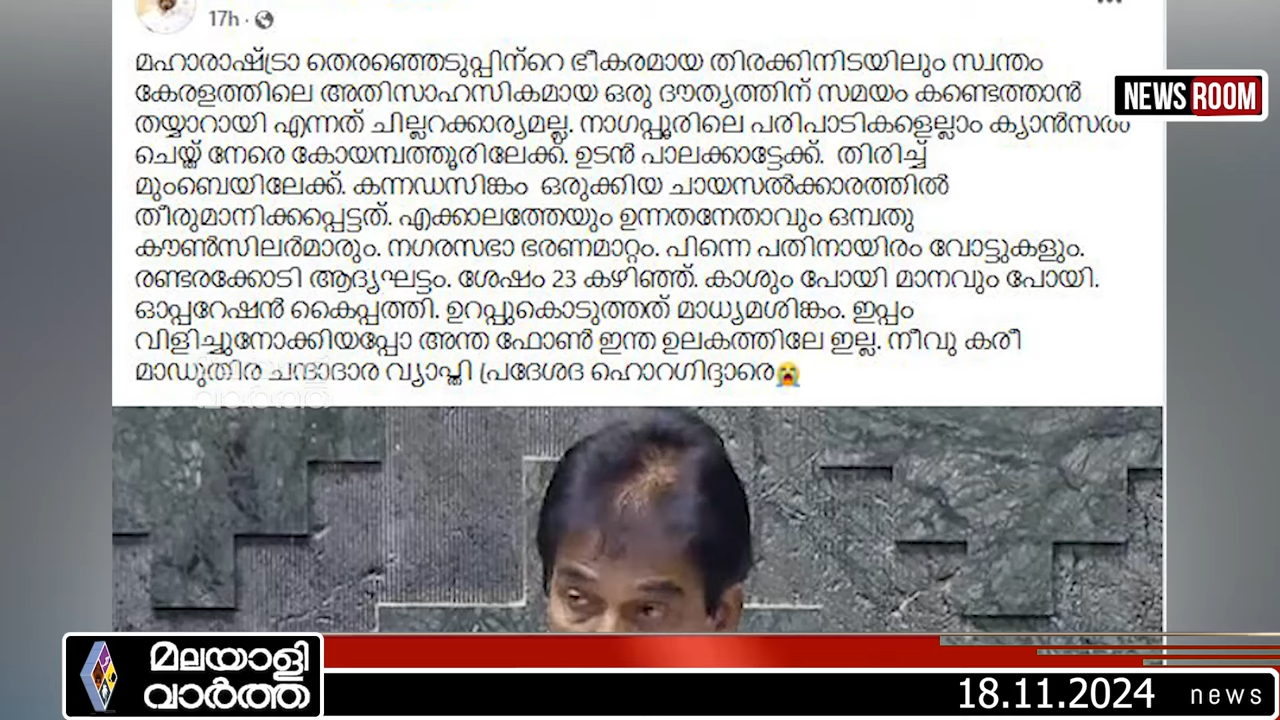 17h ·
മഹാരാഷ്ട്രാ തെരഞ്ഞെടുപ്പിന്റെ ഭീകരമായ തിരക്കിനിടയിലും സ്വന്തം
കേരളത്തിലെ അതിസാഹസികമായ ഒരു ദൗത്യത്തിന് സമയം കണ്ടെത്താൻ
തയ്യാറായി എന്നത് ചില്ലറക്കാര്യമല്ല. നാഗപ്പൂരിലെ പരിപാടികളെല്ലാം ക്യാൻസൽ
ചെയ്ത് നേരെ കോയമ്പത്തൂരിലേക്ക്. ഉടൻ പാലക്കാട്ടേക്ക്. തിരിച്ച്
മുംബെയിലേക്ക്. കന്നഡസിങ്കം ഒരുക്കിയ ചായസൽക്കാരത്തിൽ
തീരുമാനിക്കപ്പെട്ടത്. എക്കാലത്തേയും ഉന്നതനേതാവും ഒമ്പതു
കൗൺസിലർമാരും. നഗരസഭാ ഭരണമാറ്റം. പിന്നെ പതിനായിരം വോട്ടുകളും.
രണ്ടരക്കോടി ആദ്യഘട്ടം. ശേഷം 23 കഴിഞ്ഞ്. കാശും പോയി മാനവും പോയി.
ഓപ്പറേഷൻ കൈപ്പത്തി. ഉറപ്പുകൊടുത്തത് മാധ്യമശിങ്കം. ഇപ്പം
വിളിച്ചുനോക്കിയപ്പോ അന്ത ഫോൺ ഇന്ത ഉലകത്തിലേ ഇല്ല. നീവു കരീ
മാഡുതിര ചന്ദാദാര വ്യാപ്തി പ്രദേശദ ഹൊറഗിദ്ദാരെ😭
NEWS ROOM
മലയാളി
വാർത്ത
മലയാളി
വാർത്ത
18.11.2024 news